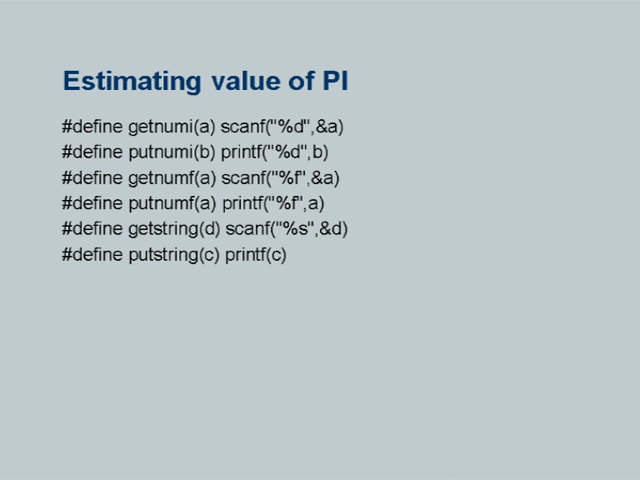 Estimating value of PI
#define getnumi(a) scanf("%d",&a)
#define putnumi(b) printf("%d",b)
#define getnumf(a) scanf("%f",&a)
#define putnumf(a) printf("%f",a)
#define getstring(d) scanf("%s",&d)
#define putstring(c) printf(c)